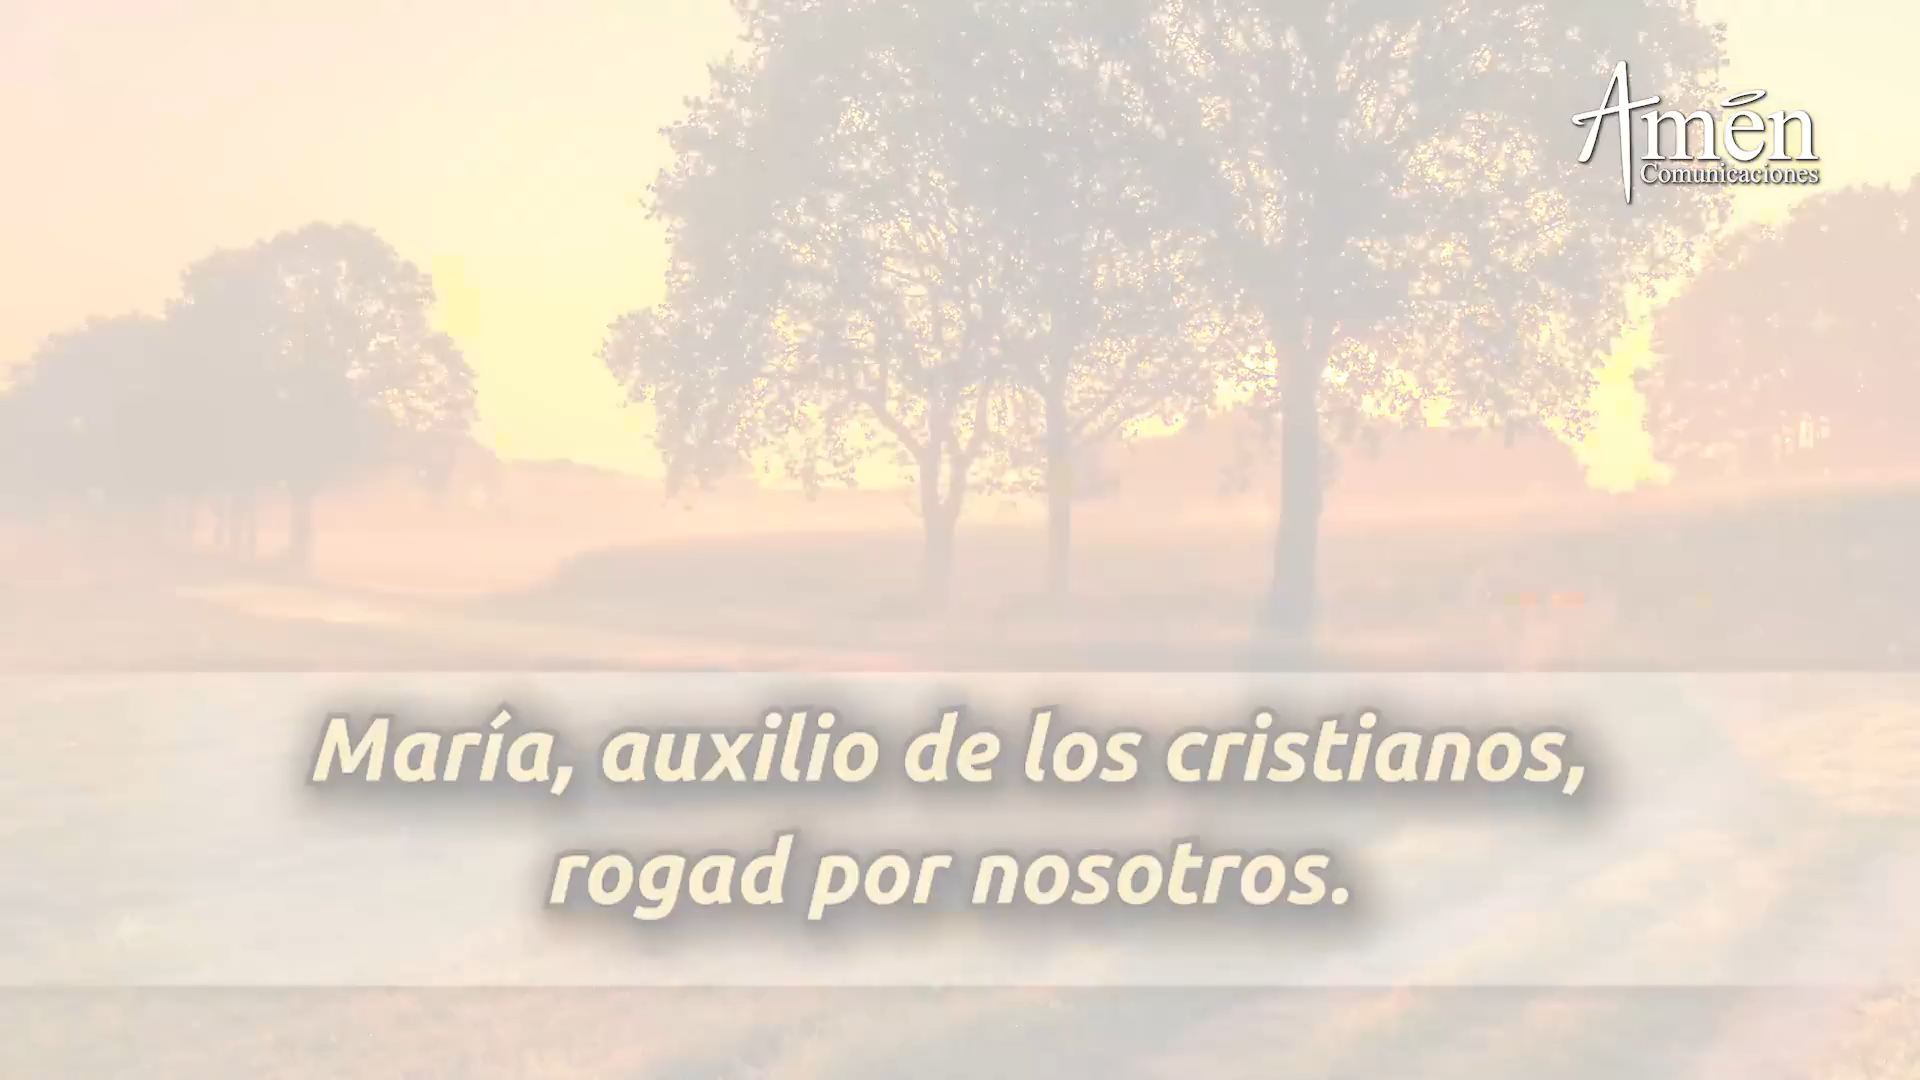 Amén
Comunicaciones
María, auxilio de los cristianos,
rogad por nosotros.